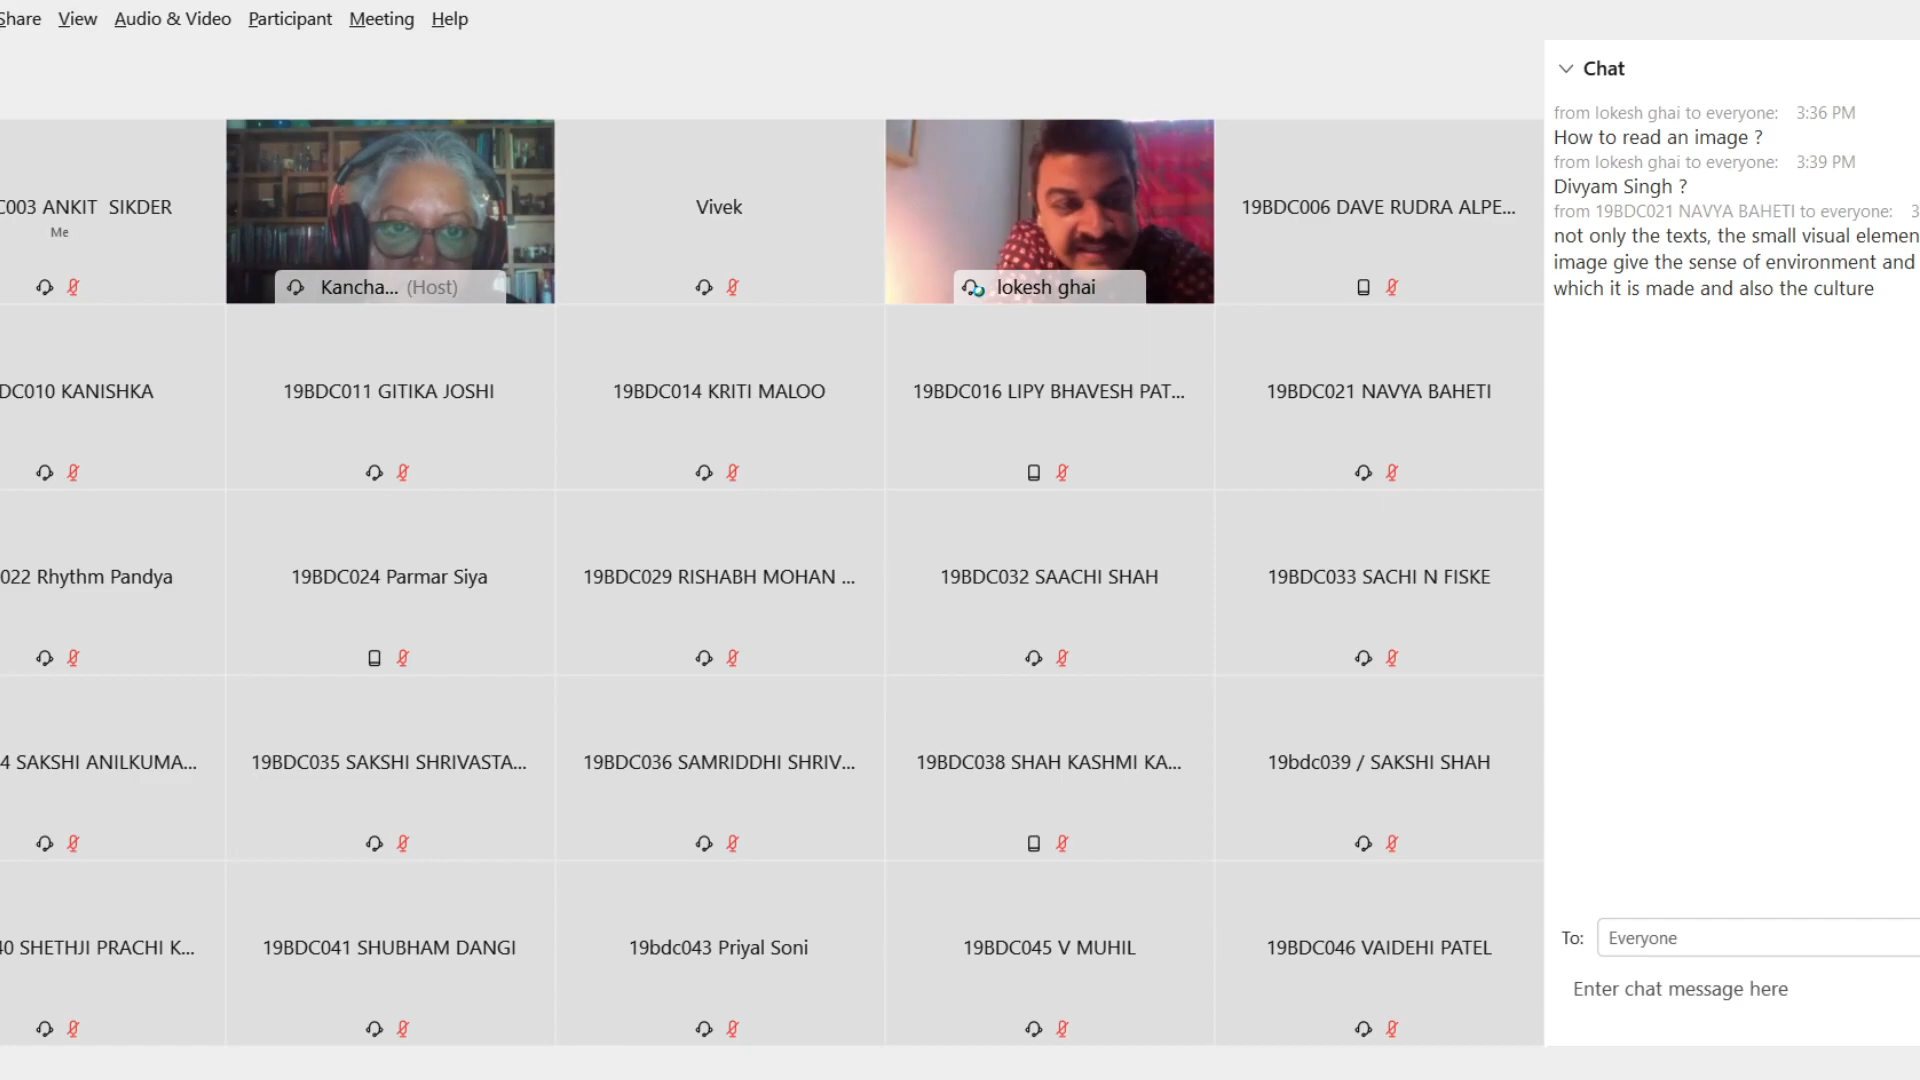 Share View Audio & Video Participant Meeting Help
C003 ANKIT SIKDER
Me
Kancha... (Host)
Vivek
lokesh ghai
19BDC006 DAVE RUDRA ALPE...
DC010 KANISHKA
19BDC011 GITIKA JOSHI
19BDC014 KRITI MALOO
19BDC016 LIPY BHAVESH PAT...
19BDC021 NAVYA BAHETI
022 Rhythm Pandya
19BDC024 Parmar Siya
19BDC029 RISHABH MOHAN ...
19BDC032 SAACHI SHAH
19BDC033 SACHI N FISKE
4 SAKSHI ANILKUMA...
19BDC035 SAKSHI SHRIVASTA...
19BDC036 SAMRIDDHI SHRIV...
19BDC038 SHAH KASHMI KA...
19bdc039 / SAKSHI SHAH
40 SHETHJI PRACHI K...
19BDC041 SHUBHAM DANGI
19bdc043 Priyal Soni
19BDC045 V MUHIL
19BDC046 VAIDEHI PATEL
Chat
from lokesh ghai to everyone: 3:36 PM
How to read an image ?
from lokesh ghai to everyone: 3:39 PM
Divyam Singh ?
from 19BDC021 NAVYA BAHETI to everyone: 3
not only the texts, the small visual elemen
image give the sense of environment and
which it is made and also the culture
To: Everyone
Enter chat message here